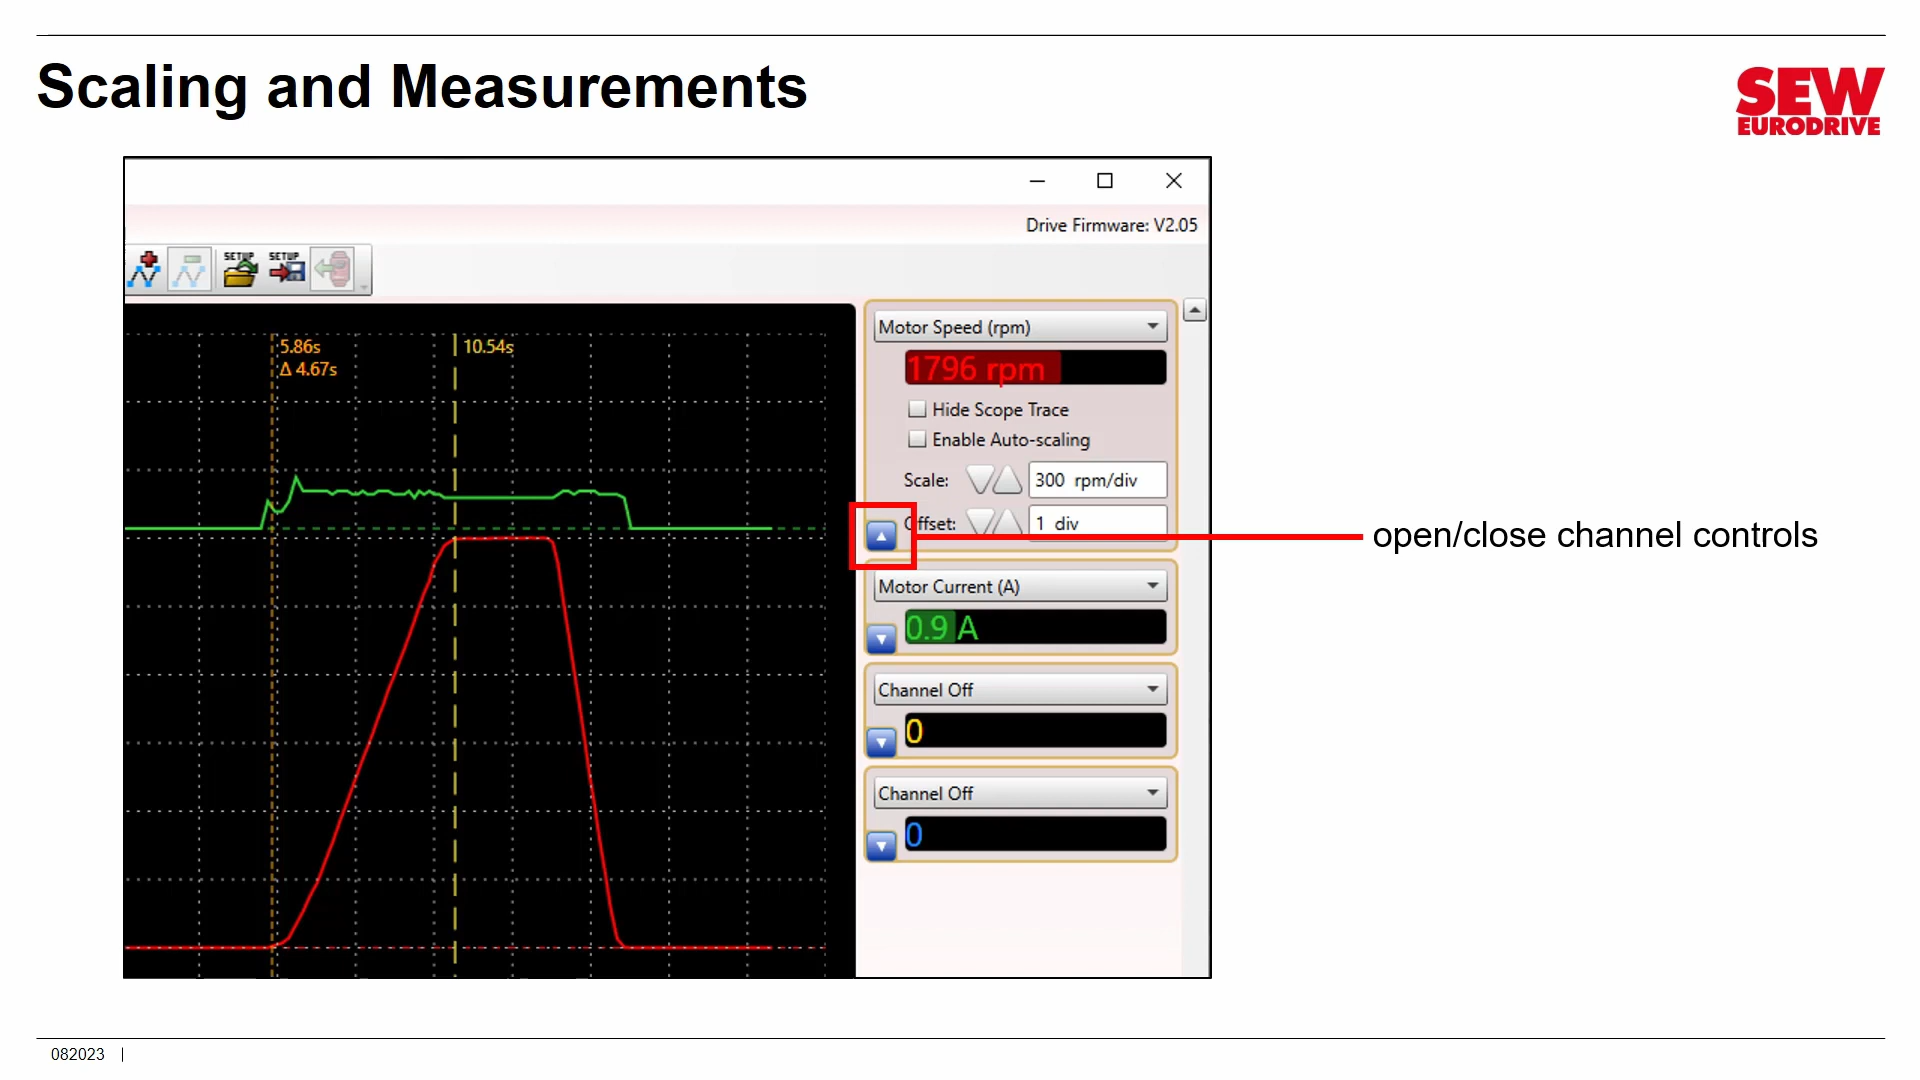 Scaling and Measurements
SEW
EURODRIVE
Drive Firmware: V2.05
SETUP SETUP
5.86s
Δ 4.67s
10.54s
Motor Speed (rpm)
1796 rpm
Hide Scope Trace
Enable Auto-scaling
Scale: 300 rpm/div
Offset: 1 div
open/close channel controls
Motor Current (A)
0.9 A
Channel Off
0
Channel Off
0
082023 |